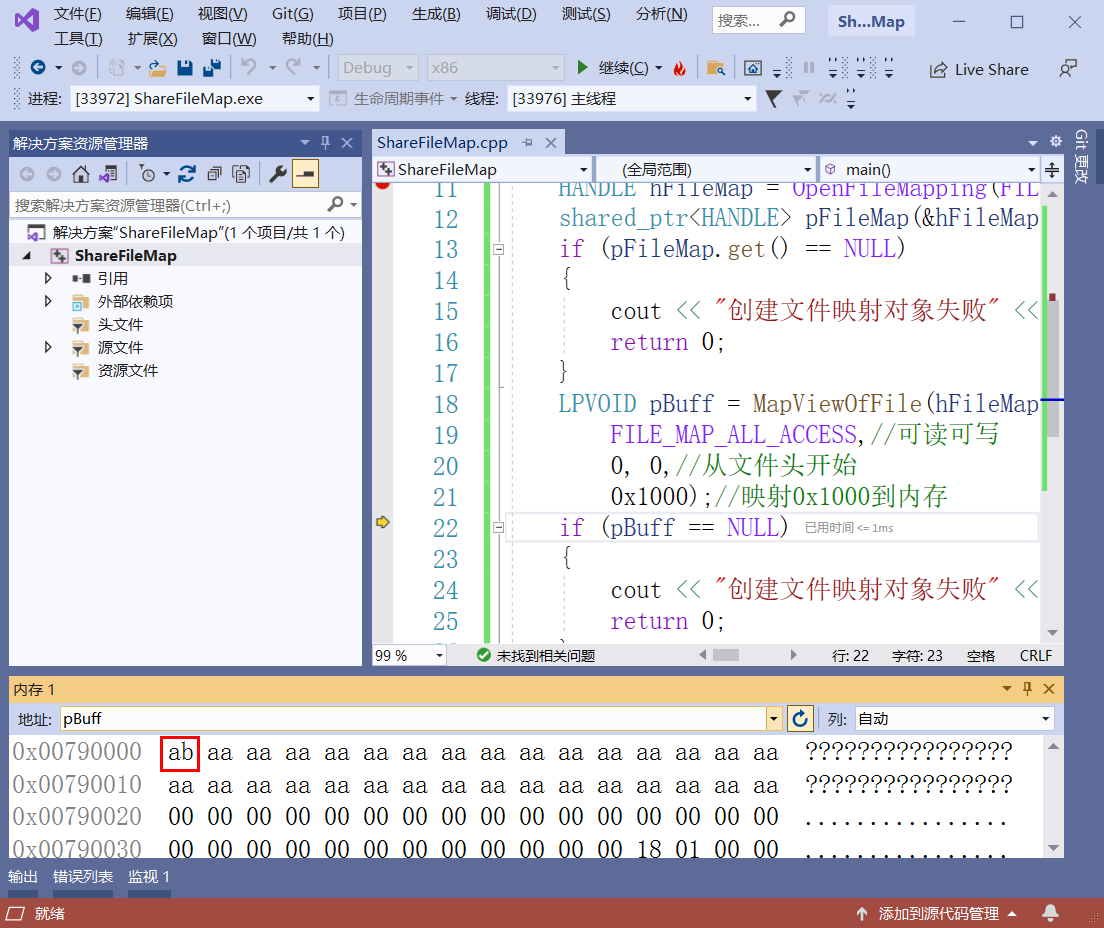 文件(F) 编辑(E) 视图(V) Git(G) 项目(P) 生成(B) 调试(D) 测试(S) 分析(N) 搜索... Sh...Map
工具(T) 扩展(X) 窗口(W) 帮助(H)
Debug x86 继续(C) Live Share
进程: [33972] ShareFileMap.exe 生命周期事件 线程: [33976] 主线程
解决方案资源管理器
搜索解决方案资源管理器(Ctrl+;)
解决方案"ShareFileMap"(1 个项目/共 1 个)
ShareFileMap
引用
外部依赖项
头文件
源文件
资源文件
ShareFileMap.cpp
ShareFileMap (全局范围) main()
11 HANDLE hFileMap = OpenFileMapping(FIL
12 shared_ptr<HANDLE> pFileMap(&hFileMap
13 if (pFileMap.get() == NULL)
14 {
15 cout << "创建文件映射对象失败" <<
16 return 0;
17 }
18 LPVOID pBuff = MapViewOfFile(hFileMap
19 FILE_MAP_ALL_ACCESS,//可读可写
20 0, 0,//从文件头开始
21 0x1000);//映射0x1000到内存
22 if (pBuff == NULL) 已用时间 <= 1ms
23 {
24 cout << "创建文件映射对象失败" <<
25 return 0;
99 % 未找到相关问题 行: 22 字符: 23 空格 CRLF
Git 更改
内存 1
地址: pBuff 列: 自动
0x00790000 ab aa aa aa aa aa aa aa aa aa aa aa aa aa aa aa ????????????????
0x00790010 aa aa aa aa aa aa aa aa aa aa aa aa aa aa aa aa ????????????????
0x00790020 00 00 00 00 00 00 00 00 00 00 00 00 00 00 00 00 ................
0x00790030 00 00 00 00 00 00 00 00 00 00 00 00 18 01 00 00 ................
输出 错误列表 监视 1
就绪 添加到源代码管理